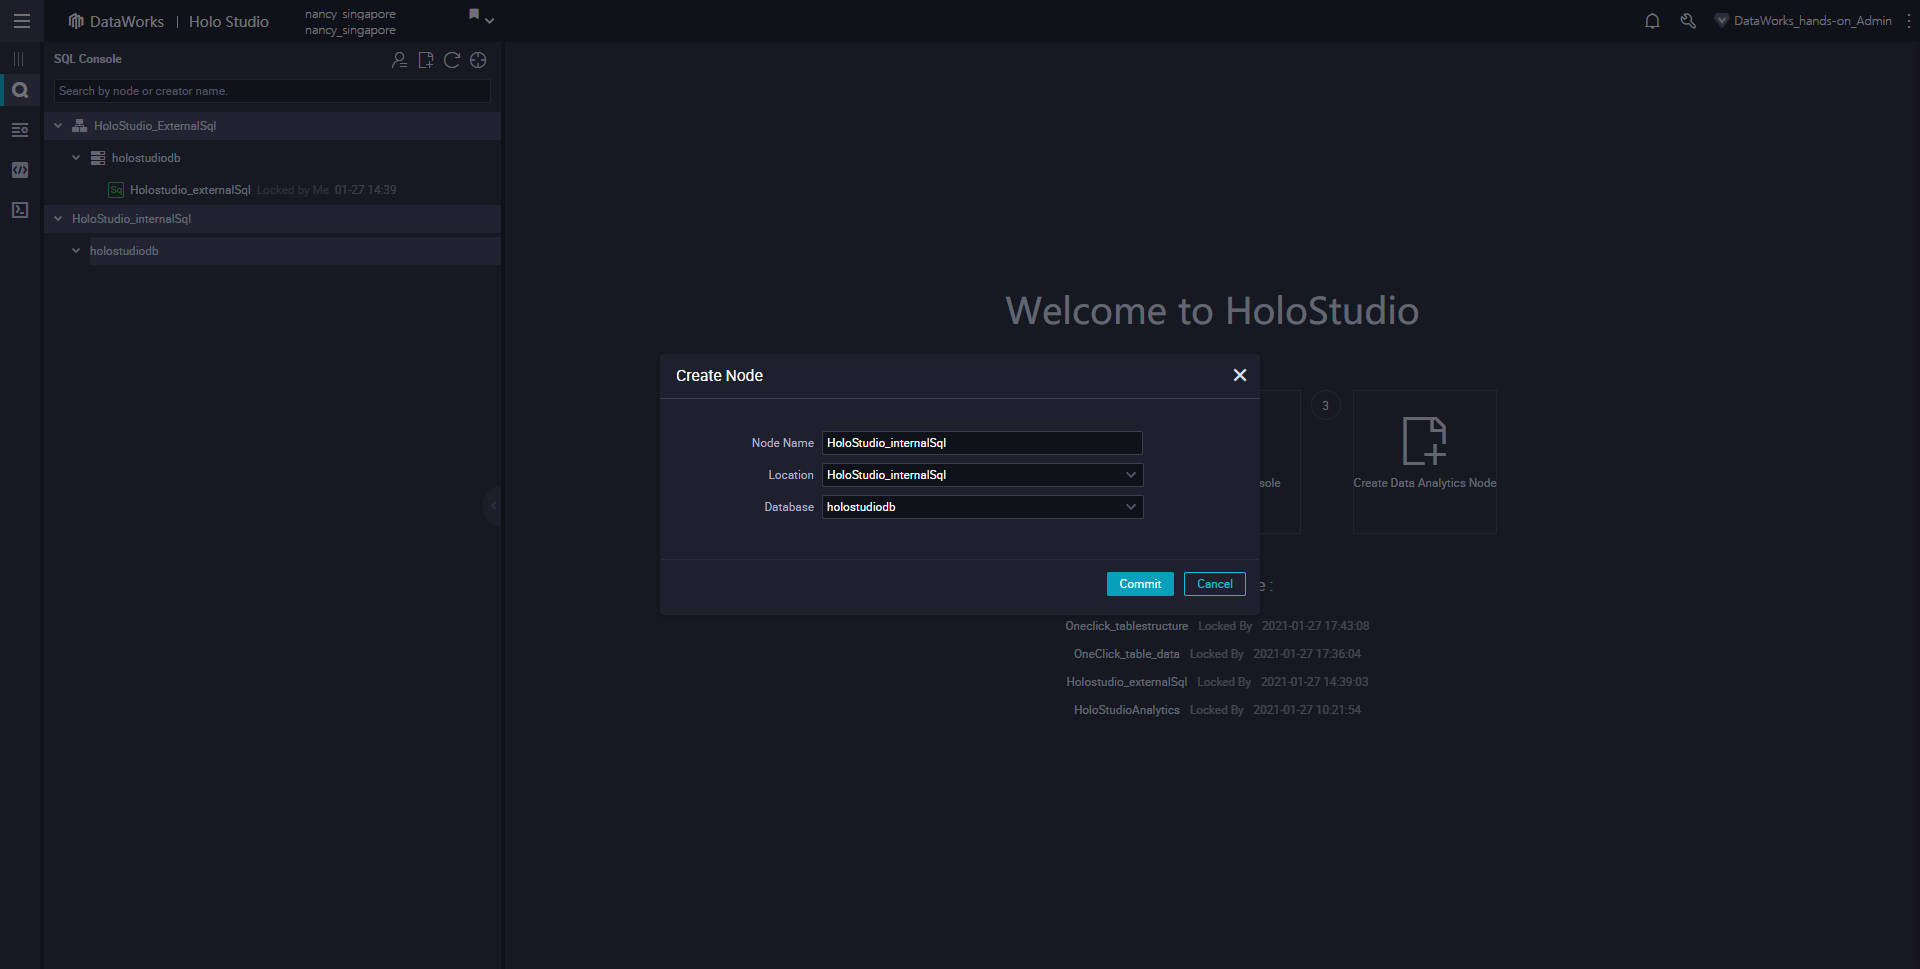 DataWorks | Holo Studio
nancy singapore
nancy_singapore
DataWorks_hands-on_Admin
SQL Console
Search by node or creator name.
HoloStudio_ExternalSql
holostudiodb
Sq Holostudio_externalSql Locked by Me 01-27 14:39
HoloStudio_internalSql
holostudiodb
Welcome to HoloStudio
Create Node
Node Name HoloStudio_internalSql
Location HoloStudio_internalSql
Database holostudiodb
Commit Cancel
3
sole
Create Data Analytics Node
e :
Oneclick_tablestructure Locked By 2021-01-27 17:43:08
OneClick_table_data Locked By 2021-01-27 17:36:04
Holostudio_externalSql Locked By 2021-01-27 14:39:03
HoloStudioAnalytics Locked By 2021-01-27 10:21:54